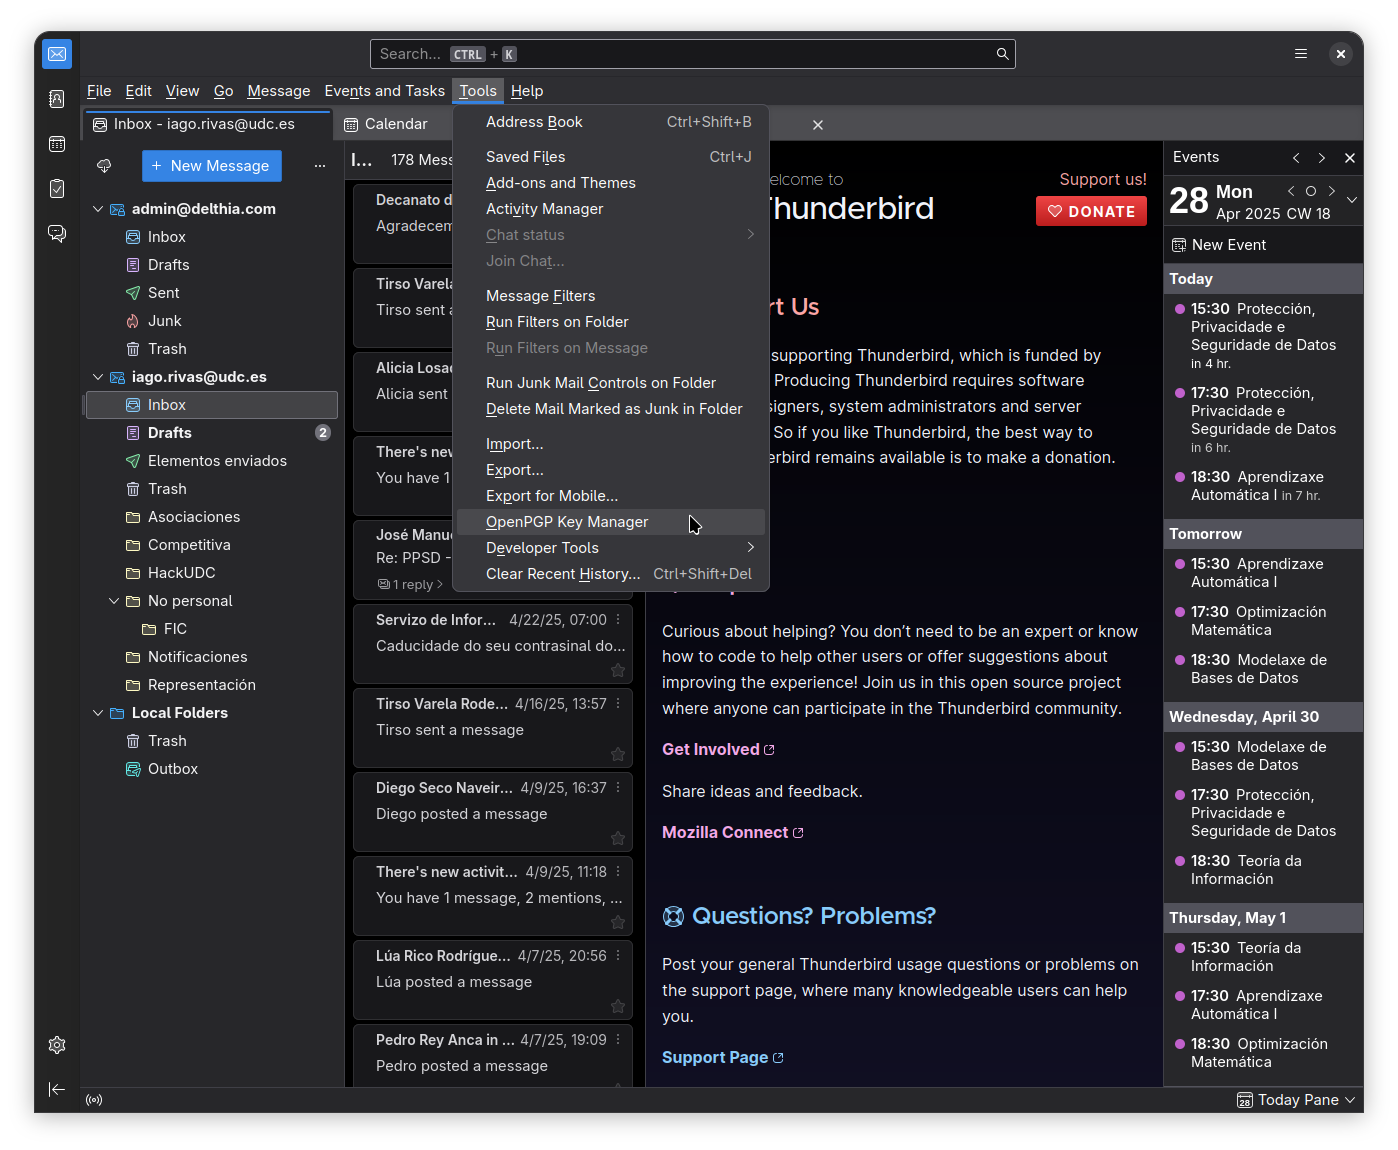 Search... CTRL + K
File Edit View Go Message Events and Tasks Tools Help
Inbox - iago.rivas@udc.es
Calendar
New Message
admin@delthia.com
Inbox
Drafts
Sent
Junk
Trash
iago.rivas@udc.es
Inbox
Drafts 2
Elementos enviados
Trash
Asociaciones
Competitiva
HackUDC
No personal
FIC
Notificaciones
Representación
Local Folders
Trash
Outbox
I... 178 Mess
Decanato d
Agradecem
Tirso Varela
Tirso sent a
Alicia Losad
Alicia sent
There's new
You have 1
José Manue
Re: PPSD -
1 reply
Servizo de Infor... 4/22/25, 07:00
Caducidade do seu contrasinal do...
Tirso Varela Rode... 4/16/25, 13:57
Tirso sent a message
Diego Seco Naveir... 4/9/25, 16:37
Diego posted a message
There's new activit... 4/9/25, 11:18
You have 1 message, 2 mentions, ...
Lúa Rico Rodrígue... 4/7/25, 20:56
Lúa posted a message
Pedro Rey Anca in ... 4/7/25, 19:09
Pedro posted a message
Address Book Ctrl+Shift+B
Saved Files Ctrl+J
Add-ons and Themes
Activity Manager
Chat status
Join Chat...
Message Filters
Run Filters on Folder
Run Filters on Message
Run Junk Mail Controls on Folder
Delete Mail Marked as Junk in Folder
Import...
Export...
Export for Mobile...
OpenPGP Key Manager
Developer Tools
Clear Recent History... Ctrl+Shift+Del
elcome to
hunderbird
Support us!
DONATE
rt Us
supporting Thunderbird, which is funded by
Producing Thunderbird requires software
signers, system administrators and server
So if you like Thunderbird, the best way to
erbird remains available is to make a donation.
Curious about helping? You don’t need to be an expert or know
how to code to help other users or offer suggestions about
improving the experience! Join us in this open source project
where anyone can participate in the Thunderbird community.
Get Involved
Share ideas and feedback.
Mozilla Connect
Questions? Problems?
Post your general Thunderbird usage questions or problems on
the support page, where many knowledgeable users can help
you.
Support Page
Events
28 Mon
Apr 2025 CW 18
New Event
Today
15:30 Protección,
Privacidade e
Seguridade de Datos
in 4 hr.
17:30 Protección,
Privacidade e
Seguridade de Datos
in 6 hr.
18:30 Aprendizaxe
Automática I in 7 hr.
Tomorrow
15:30 Aprendizaxe
Automática I
17:30 Optimización
Matemática
18:30 Modelaxe de
Bases de Datos
Wednesday, April 30
15:30 Modelaxe de
Bases de Datos
17:30 Protección,
Privacidade e
Seguridade de Datos
18:30 Teoría da
Información
Thursday, May 1
15:30 Teoría da
Información
17:30 Aprendizaxe
Automática I
18:30 Optimización
Matemática
28 Today Pane